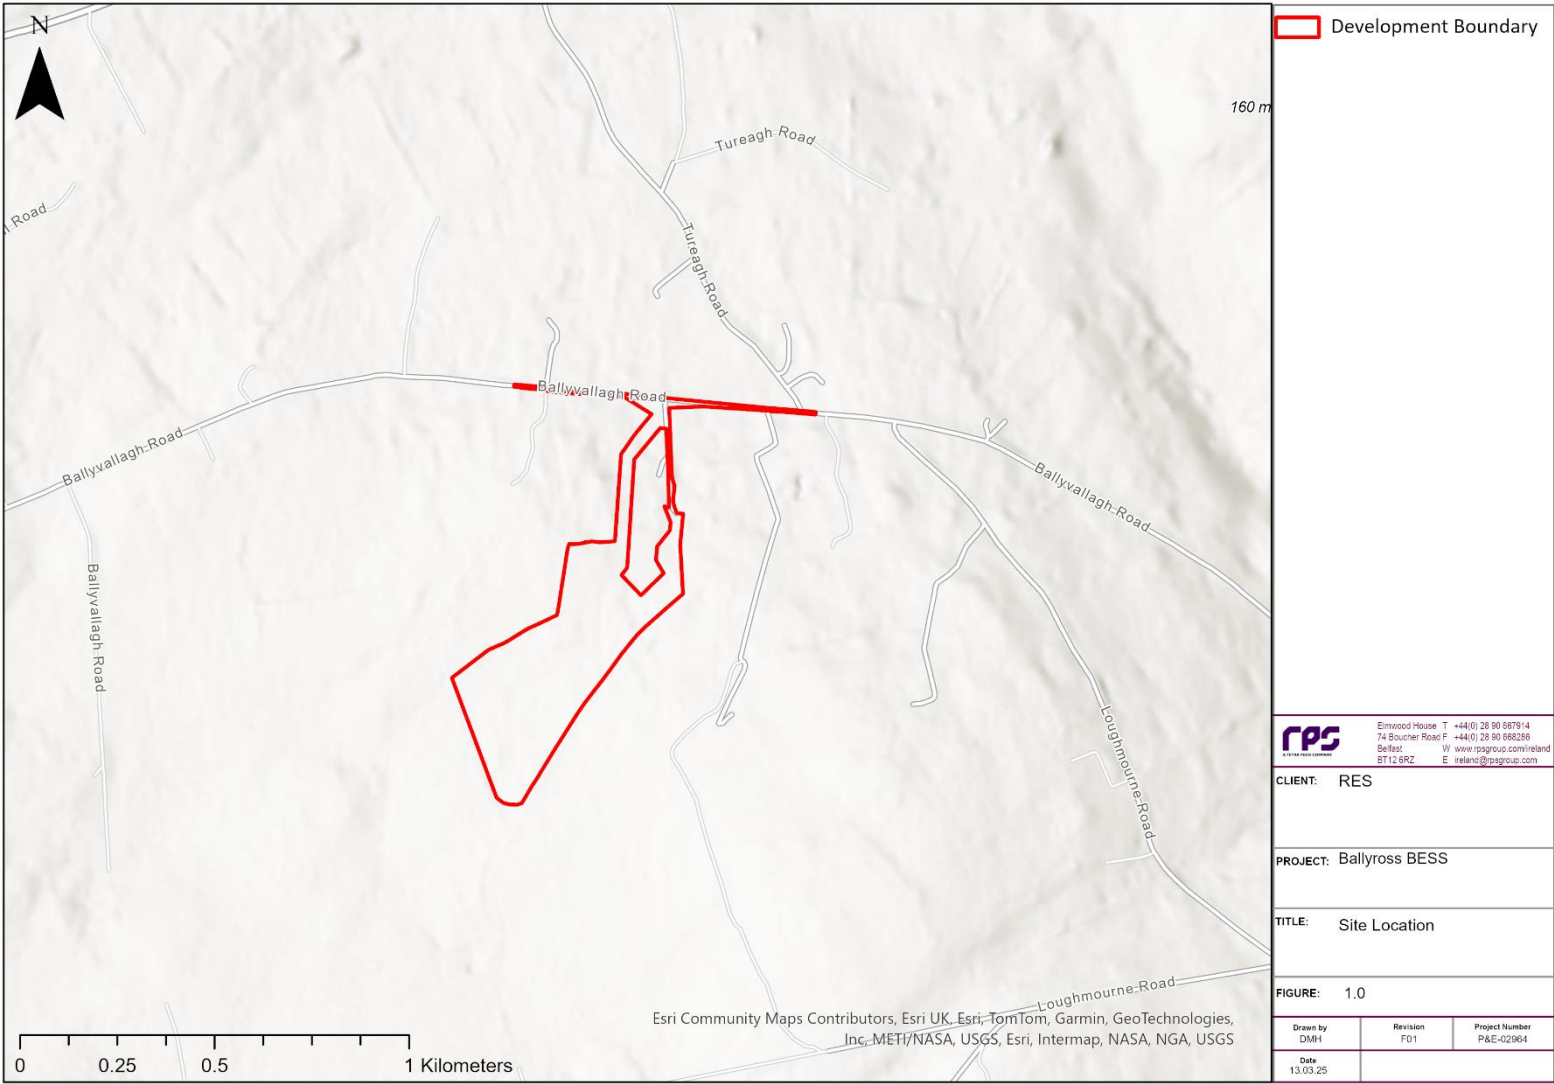 N
160 m
Tureagh Road
Road
Tureagh Road
Ballyvallagh Road
Ballyvallagh Road
Ballyvallagh Road
Ballyvallagh Road
Loughmourne Road
Loughmourne Road
Esri Community Maps Contributors, Esri UK, Esri, TomTom, Garmin, GeoTechnologies,
Inc, METI/NASA, USGS, Esri, Intermap, NASA, NGA, USGS
0 0.25 0.5 1 Kilometers
Development Boundary
rps
A TETRA TECH COMPANY
Elmwood House T +44(0) 28 90 667914
74 Boucher Road F +44(0) 28 90 668286
Belfast W www.rpsgroup.com/ireland
BT12 6RZ E ireland@rpsgroup.com
CLIENT: RES
PROJECT: Ballyross BESS
TITLE: Site Location
FIGURE: 1.0
Drawn by Revision Project Number
DMH F01 P&E-02964
Date
13.03.25